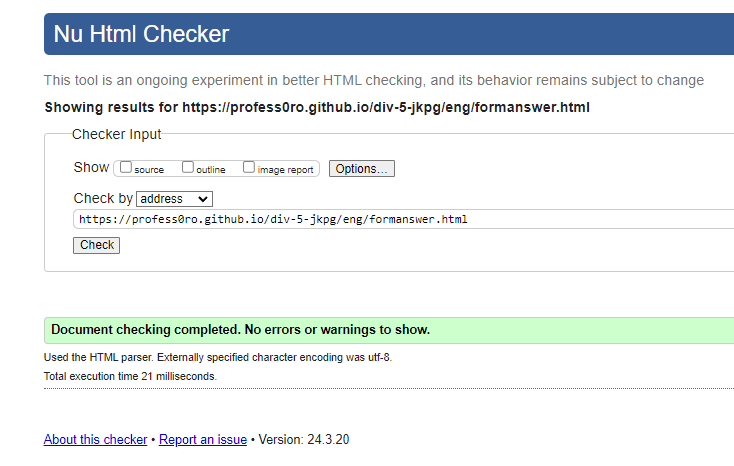 Nu Html Checker
This tool is an ongoing experiment in better HTML checking, and its behavior remains subject to change
Showing results for https://profess0ro.github.io/div-5-jkpg/eng/formanswer.html
Checker Input
Show source outline image report Options...
Check by address
https://profess0ro.github.io/div-5-jkpg/eng/formanswer.html
Check
Document checking completed. No errors or warnings to show.
Used the HTML parser. Externally specified character encoding was utf-8.
Total execution time 21 milliseconds.
About this checker • Report an issue • Version: 24.3.20